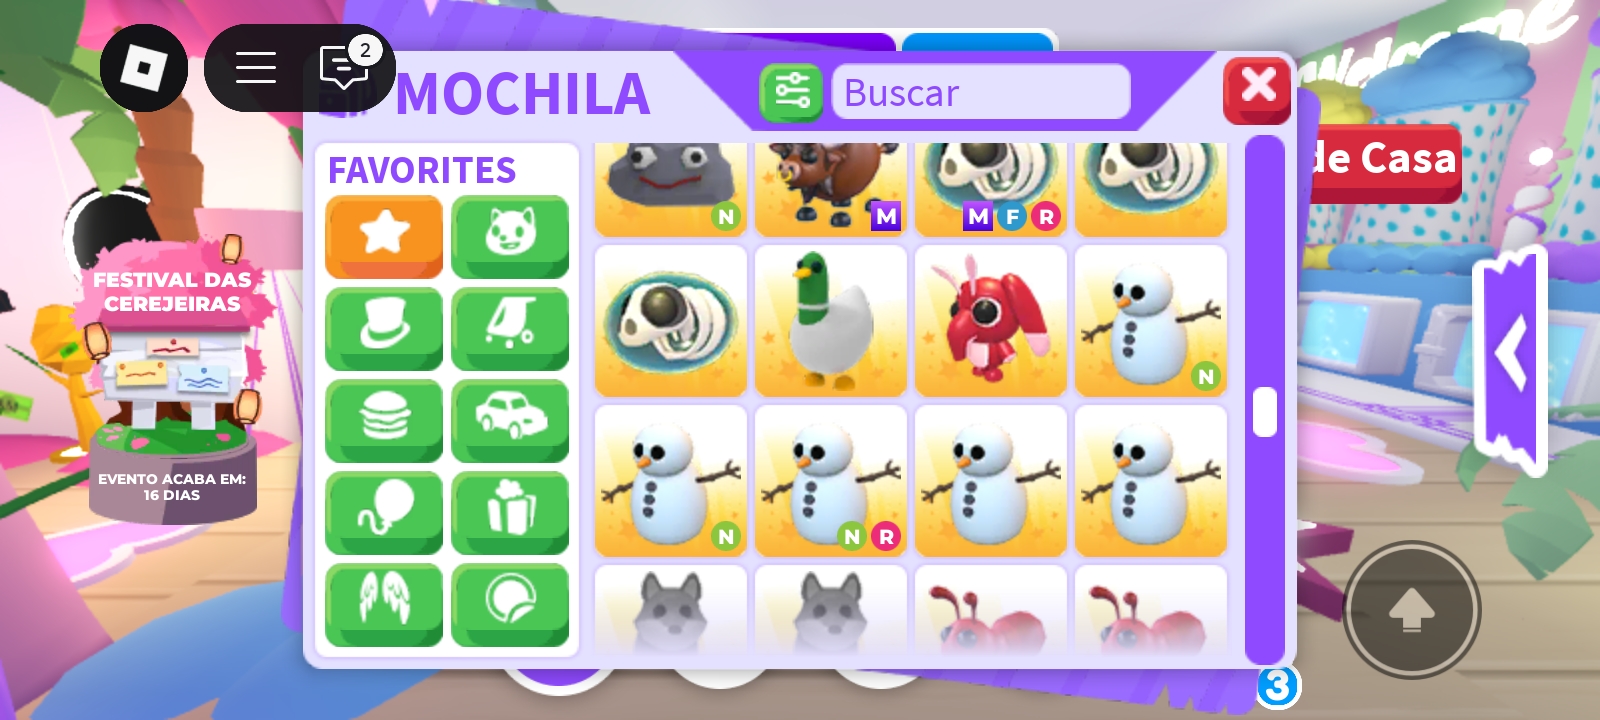 2
MOCHILA
Buscar
FAVORITES
de Casa
N
M
M F R
N
N
N R
FESTIVAL DAS
CEREJEIRAS
EVENTO ACABA EM:
16 DIAS
3